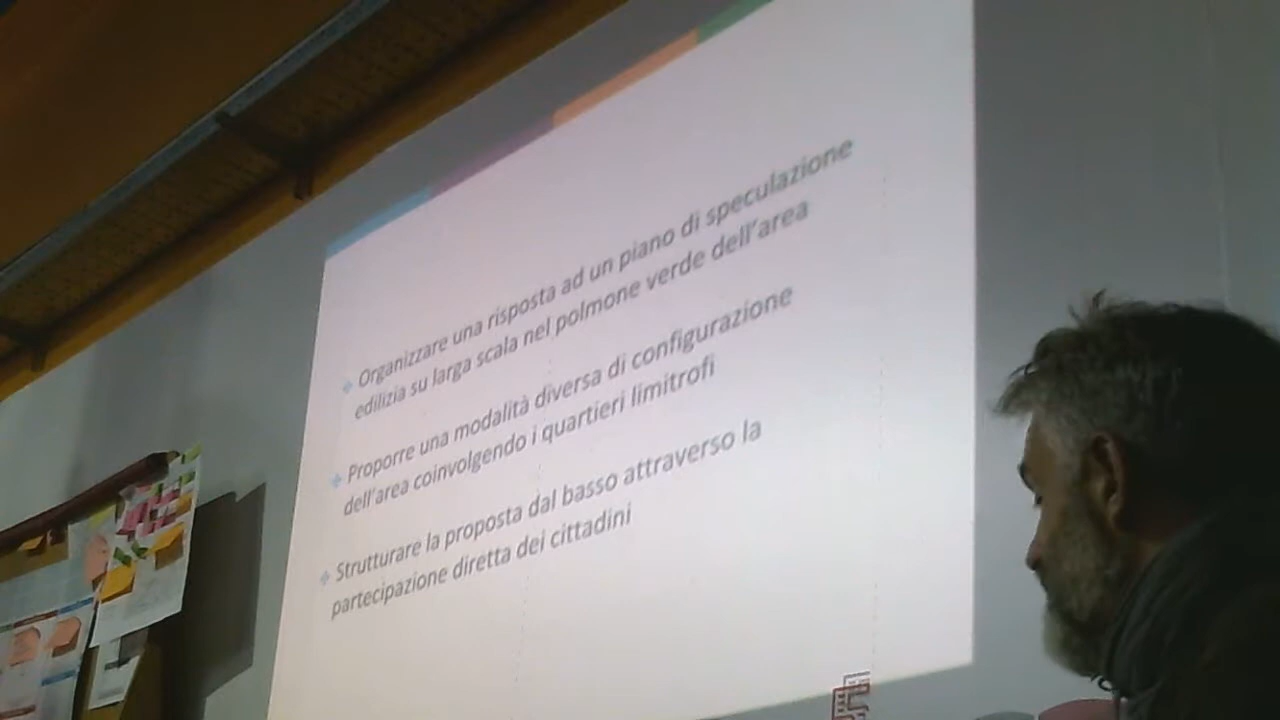 Organizzare una risposta ad un piano di speculazione
edilizia su larga scala nel polmone verde dell'area
Proporre una modalità diversa di configurazione
dell'area coinvolgendo i quartieri limitrofi
Strutturare la proposta dal basso attraverso la
partecipazione diretta dei cittadini